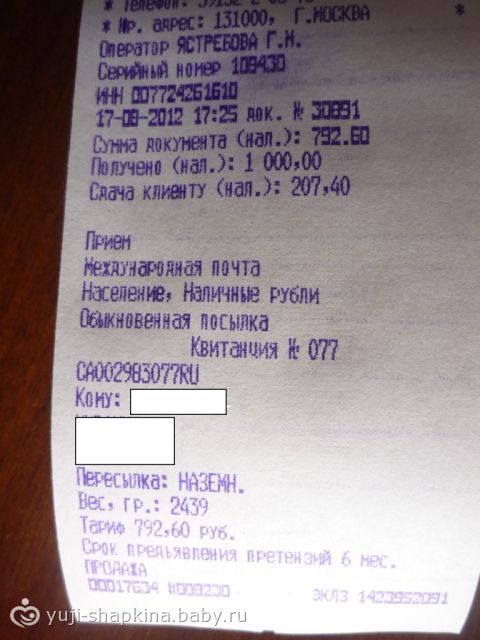 * Телефон:
* Юр. адрес: 131000, Г.МОСКВА *
Оператор ЯСТРЕБОВА Г.М.
Серийный номер 109430
ИНН 007724261610
17-08-2012 17:25 док. № 30891
Сумма документа (нал.): 792.60
Получено (нал.): 1 000,00
Сдача клиенту (нал.): 207,40
Прием
Международная почта
Население, Наличные рубли
Обыкновенная посылка
Квитанция № 077
CA002983077RU
Кому:
Пересылка: НАЗЕМН.
Вес, гр.: 2439
Тариф 792,60 руб.
Срок предъявления претензий 6 мес.
ПРОДАЖА
00017634 #009230 ЭКЛЗ 1423952091
yuji-shapkina.baby.ru